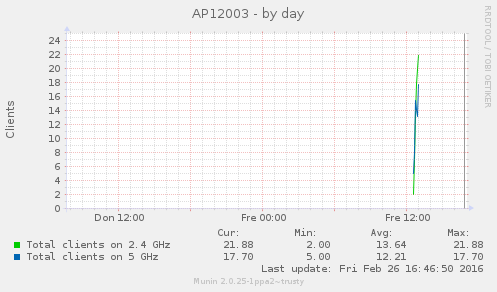 AP12003 - by day
RRDTOOL / TOBI OETIKER
Clients
24
22
20
18
16
14
12
10
8
6
4
2
0
Don 12:00 Fre 00:00 Fre 12:00
Cur: Min: Avg: Max:
Total clients on 2.4 GHz 21.88 2.00 13.64 21.88
Total clients on 5 GHz 17.70 5.00 12.21 17.70
Last update: Fri Feb 26 16:46:50 2016
Munin 2.0.25-1ppa2~trusty